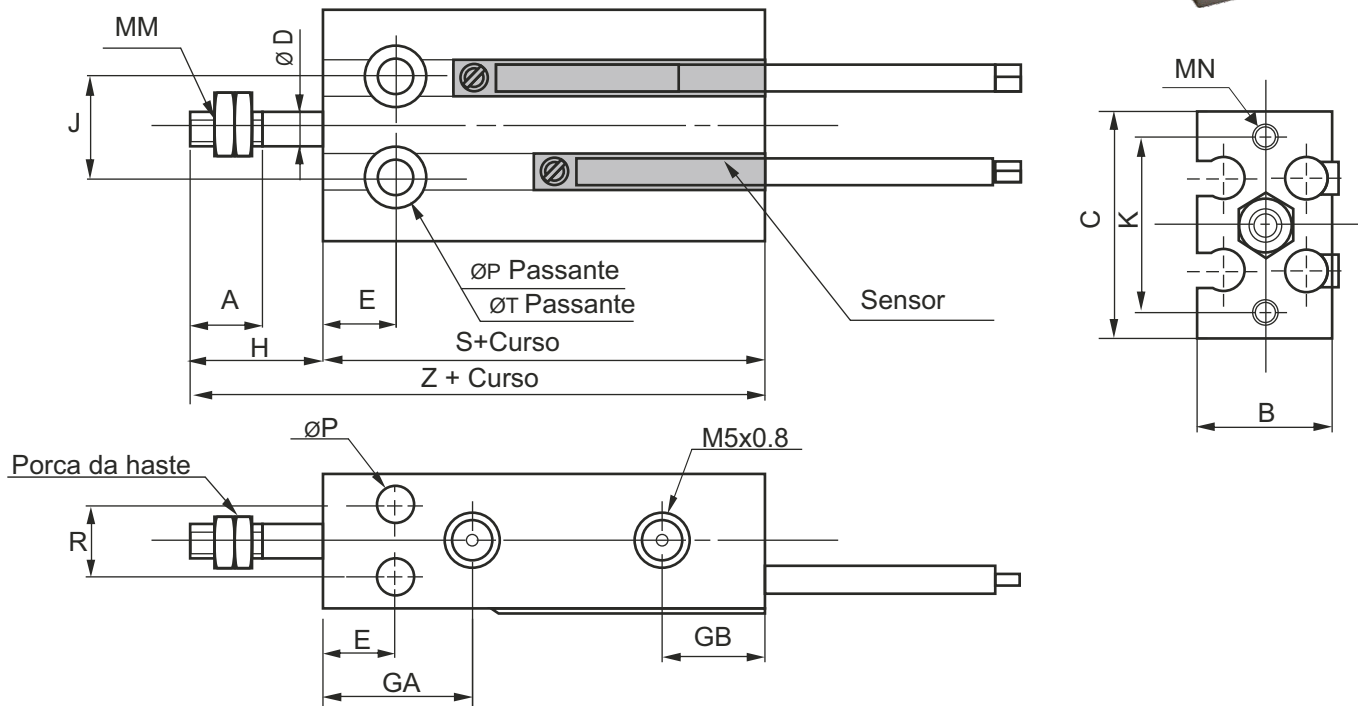 MM
Ø D
J
ØP Passante
ØT Passante
Sensor
A
E
H
S+Curso
Z + Curso
MN
C
K
B
ØP
M5x0.8
Porca da haste
R
E
GB
GA